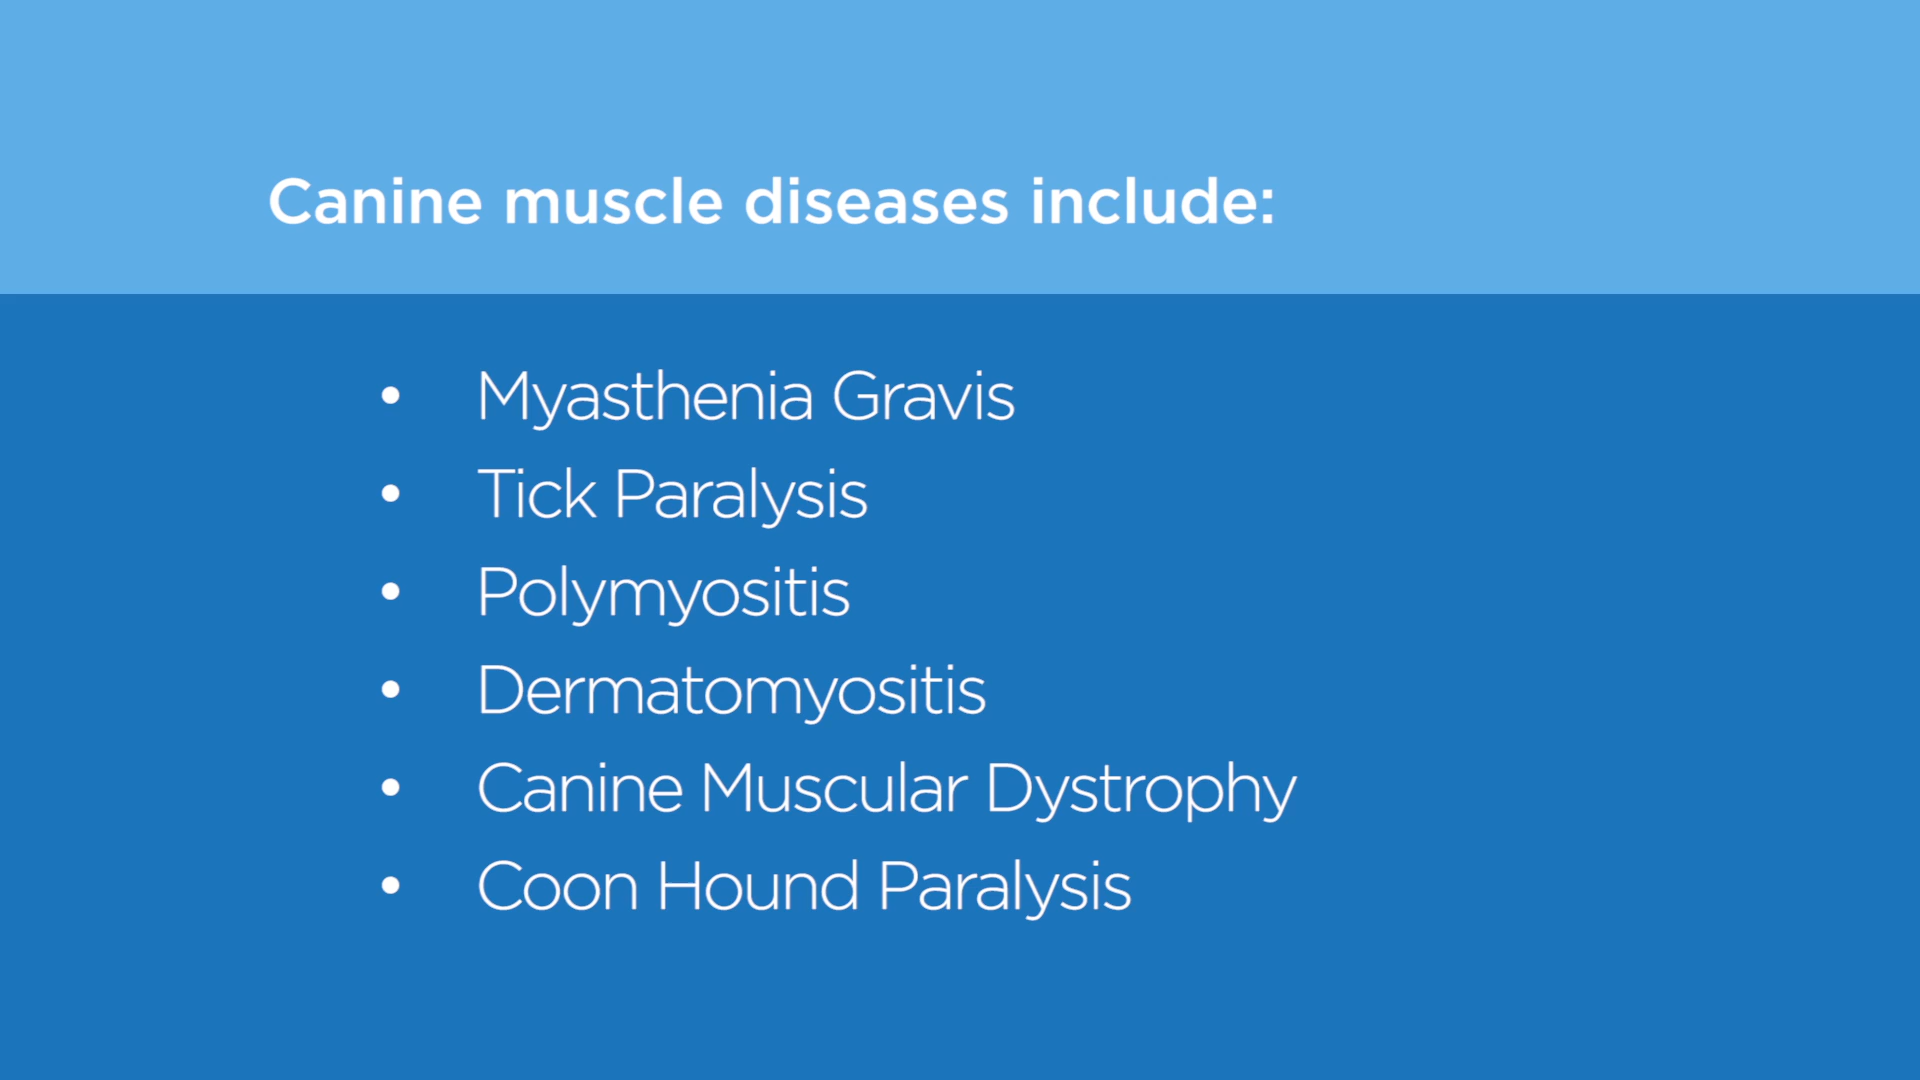 Canine muscle diseases include:
• Myasthenia Gravis
• Tick Paralysis
• Polymyositis
• Dermatomyositis
• Canine Muscular Dystrophy
• Coon Hound Paralysis